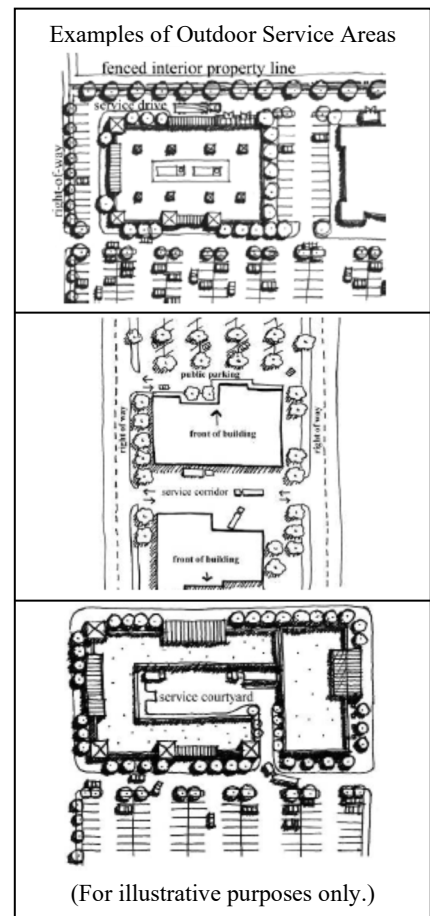 Examples of Outdoor Service Areas
fenced interior property line
service drive
right-of-way
public parking
right of way
front of building
right of way
service corridor
front of building
service courtyard
(For illustrative purposes only.)